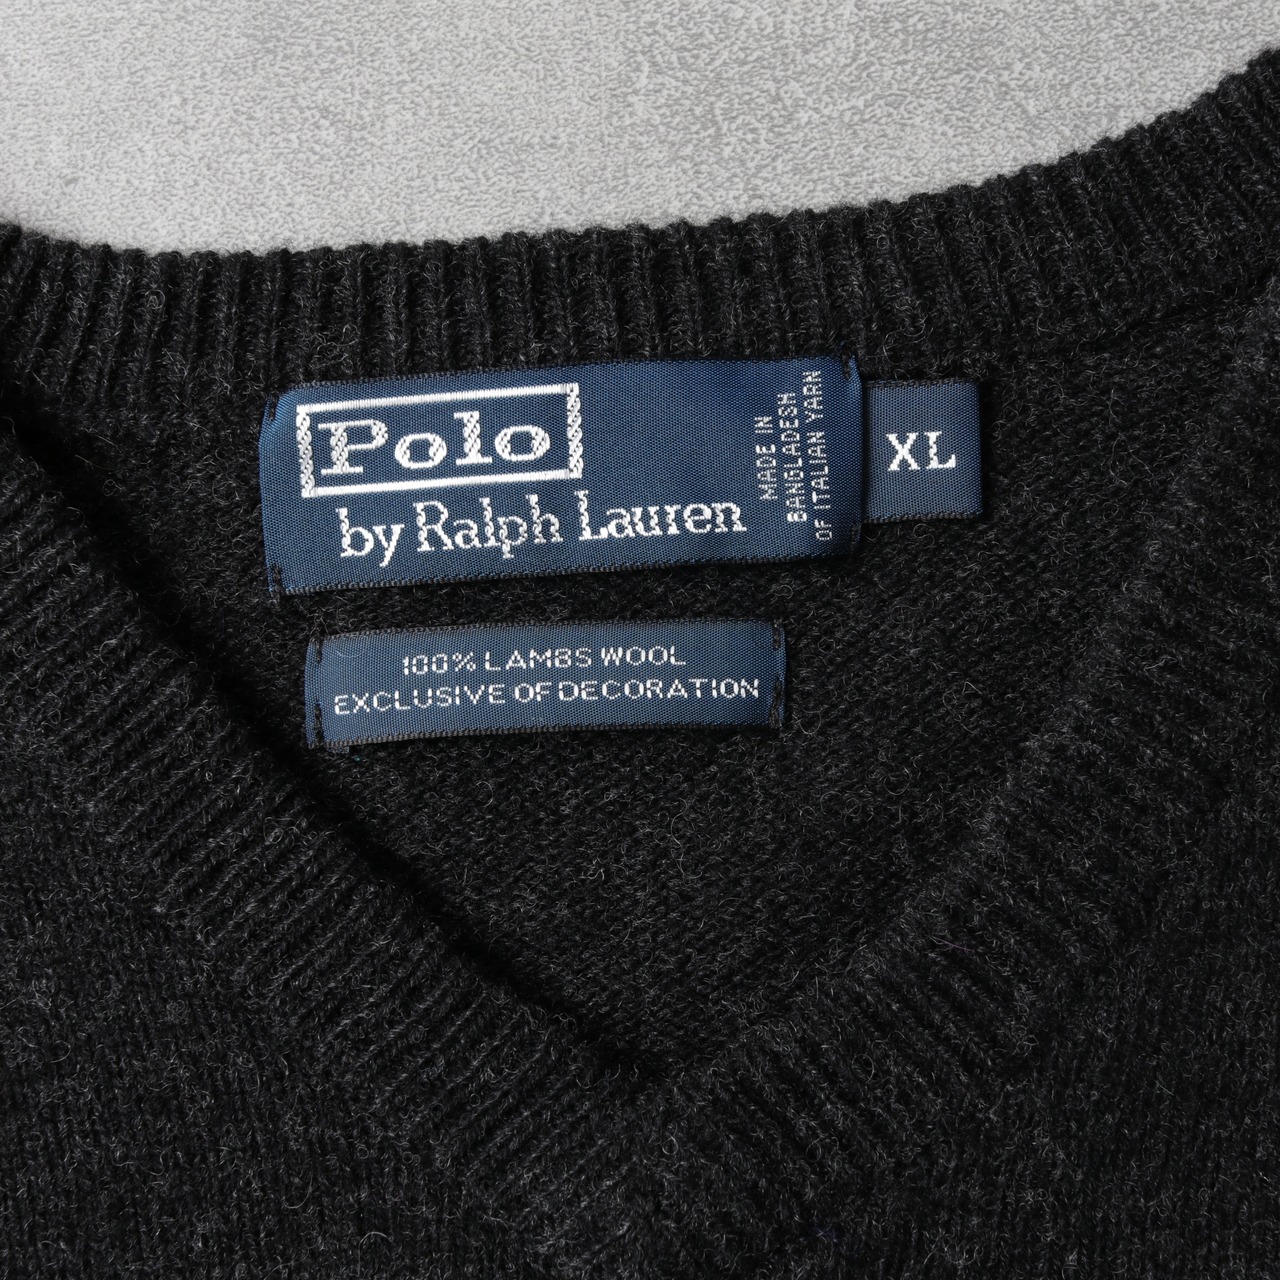 Polo
by Ralph Lauren
MADE IN
BANGLADESH
OF ITALIAN YARN
XL
100% LAMBS WOOL
EXCLUSIVE OF DECORATION